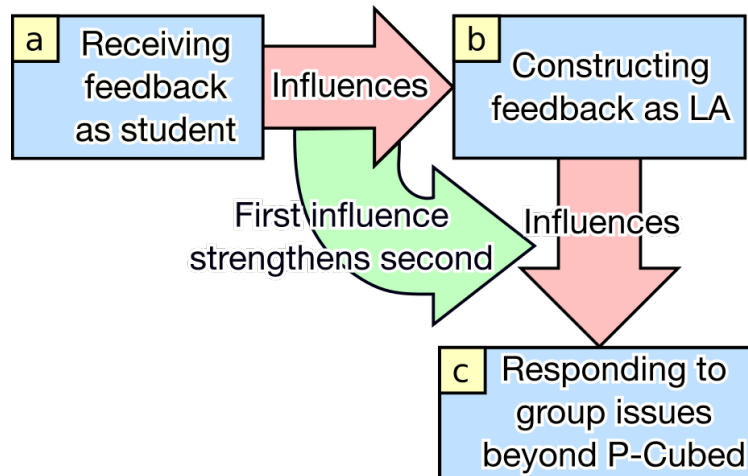 a
Receiving
feedback
as student
Influences
b
Constructing
feedback as LA
First influence
strengthens second
Influences
c
Responding to
group issues
beyond P-Cubed